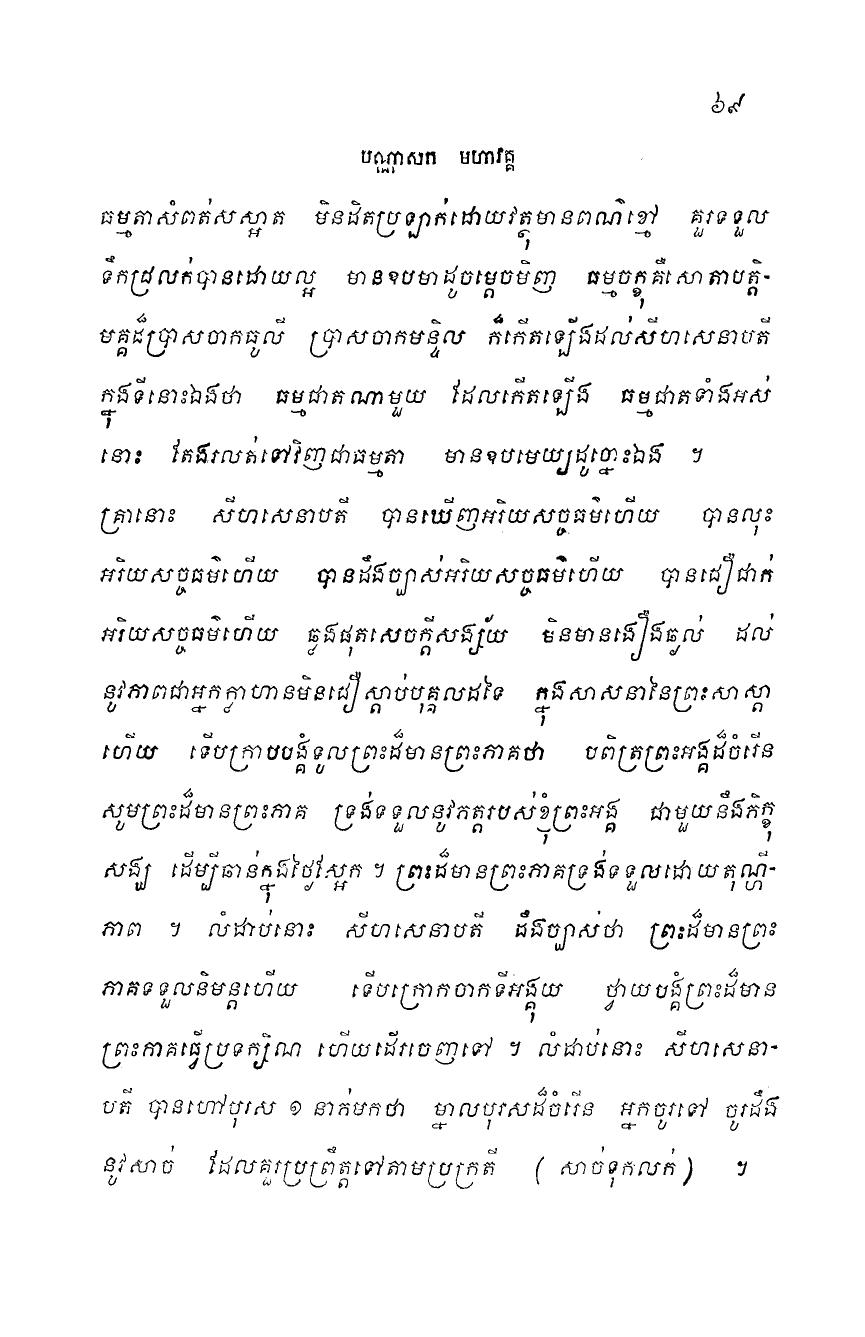 ៦៩
បណ្ណាសក មហាវគ្គ
ធម្មតាសំពត់សស្អាត មិនដិតប្រឡាក់ដោយវត្ថុមានពណ៌ខ្មៅ គួរទទួល
ទឹកជ្រលក់បានដោយល្អ មានឧបមាដូចម្តេចមិញ ធម្មចក្ខុគឺសោតាបត្តិ-
មគ្គដ៏ប្រាសចាកធូលី ប្រាសចាកមន្ទិល ក៏កើតឡើងដល់សីហសេនាបតី
ក្នុងទីនោះឯងថា ធម្មជាតណាមួយ ដែលកើតឡើង ធម្មជាតទាំងអស់
នោះ តែងរលត់ទៅវិញជាធម្មតា មានឧបមេយ្យដូច្នោះឯង ។
គ្រានោះ សីហសេនាបតី បានឃើញអរិយសច្ចធម៌ហើយ បានលុះ
អរិយសច្ចធម៌ហើយ បានដឹងច្បាស់អរិយសច្ចធម៌ហើយ បានជឿជាក់
អរិយសច្ចធម៌ហើយ ឆ្លងផុតសេចក្តីសង្ស័យ មិនមានងឿងឆ្ងល់ ដល់
នូវភាពជាអ្នកក្លាហានមិនជឿស្តាប់បុគ្គលដទៃ ក្នុងសាសនានៃព្រះសាស្តា
ហើយ ទើបក្រាបបង្គំទូលព្រះដ៏មានព្រះភាគថា បពិត្រព្រះអង្គដ៏ចំរើន
សូមព្រះដ៏មានព្រះភាគ ទ្រង់ទទួលនូវភត្តរបស់ខ្ញុំព្រះអង្គ ជាមួយនឹងភិក្ខុ
សង្ឃ ដើម្បីឆាន់ក្នុងថ្ងៃស្អែក ។ ព្រះដ៏មានព្រះភាគទ្រង់ទទួលដោយតុណ្ហី-
ភាព ។ លំដាប់នោះ សីហសេនាបតី ដឹងច្បាស់ថា ព្រះដ៏មានព្រះ
ភាគទទួលនិមន្តហើយ ទើបក្រោកចាកទីអង្គុយ ថ្វាយបង្គំព្រះដ៏មាន
ព្រះភាគធ្វើប្រទក្សិណ ហើយដើរចេញទៅ ។ លំដាប់នោះ សីហសេនា-
បតី បានហៅបុរស ១ នាក់មកថា ម្នាលបុរសដ៏ចំរើន អ្នកចូរទៅ ចូរដឹង
នូវសាច់ ដែលគួរប្រព្រឹត្តទៅតាមប្រក្រតី ( សាច់ទុកលក់ ) ។